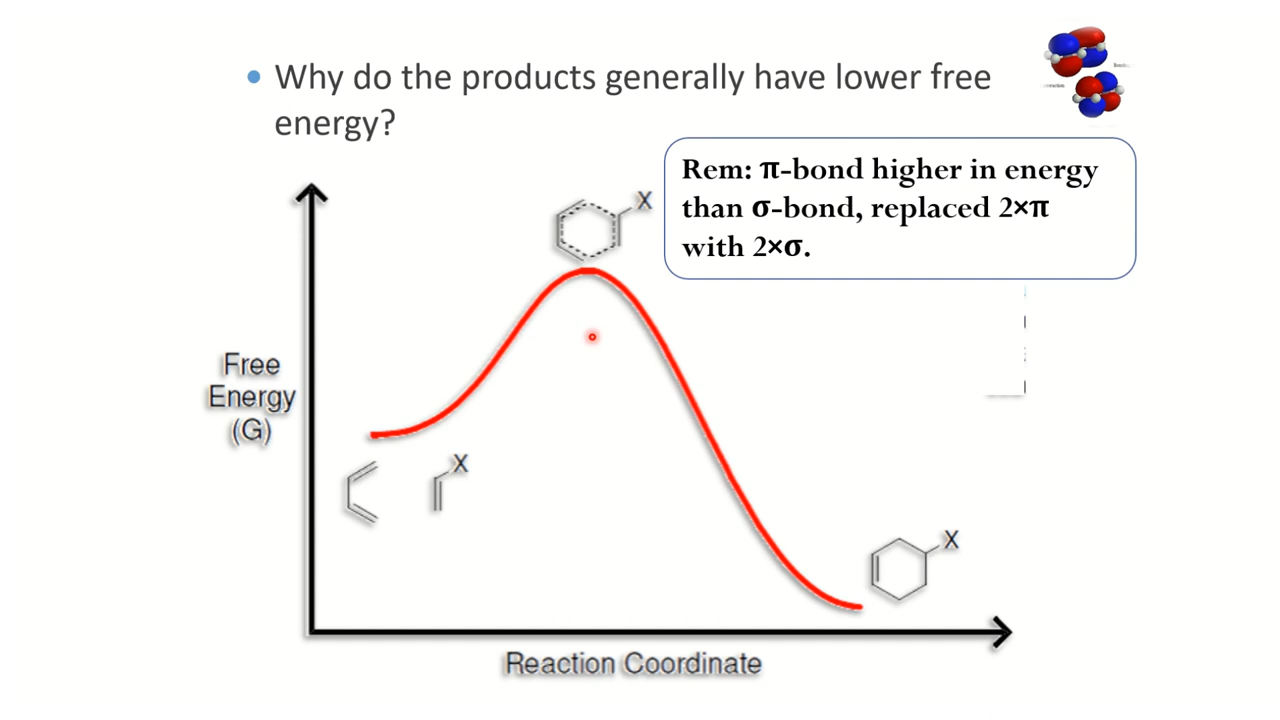 Why do the products generally have lower free
energy?
Rem: π-bond higher in energy
than σ-bond, replaced 2×π
with 2×σ.
X
Free
Energy
(G)
X
X
Reaction Coordinate